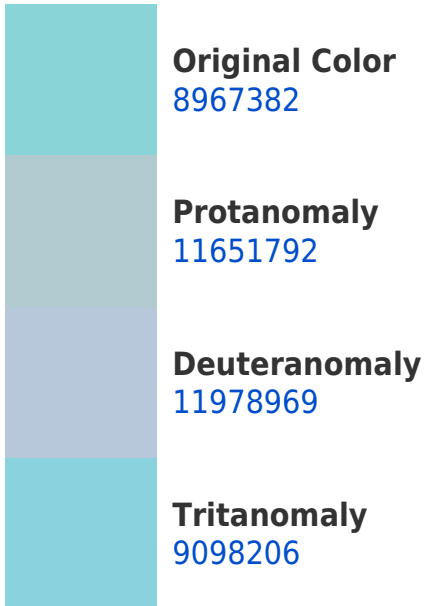 Original Color
8967382
Protanomaly
11651792
Deuteranomaly
11978969
Tritanomaly
9098206